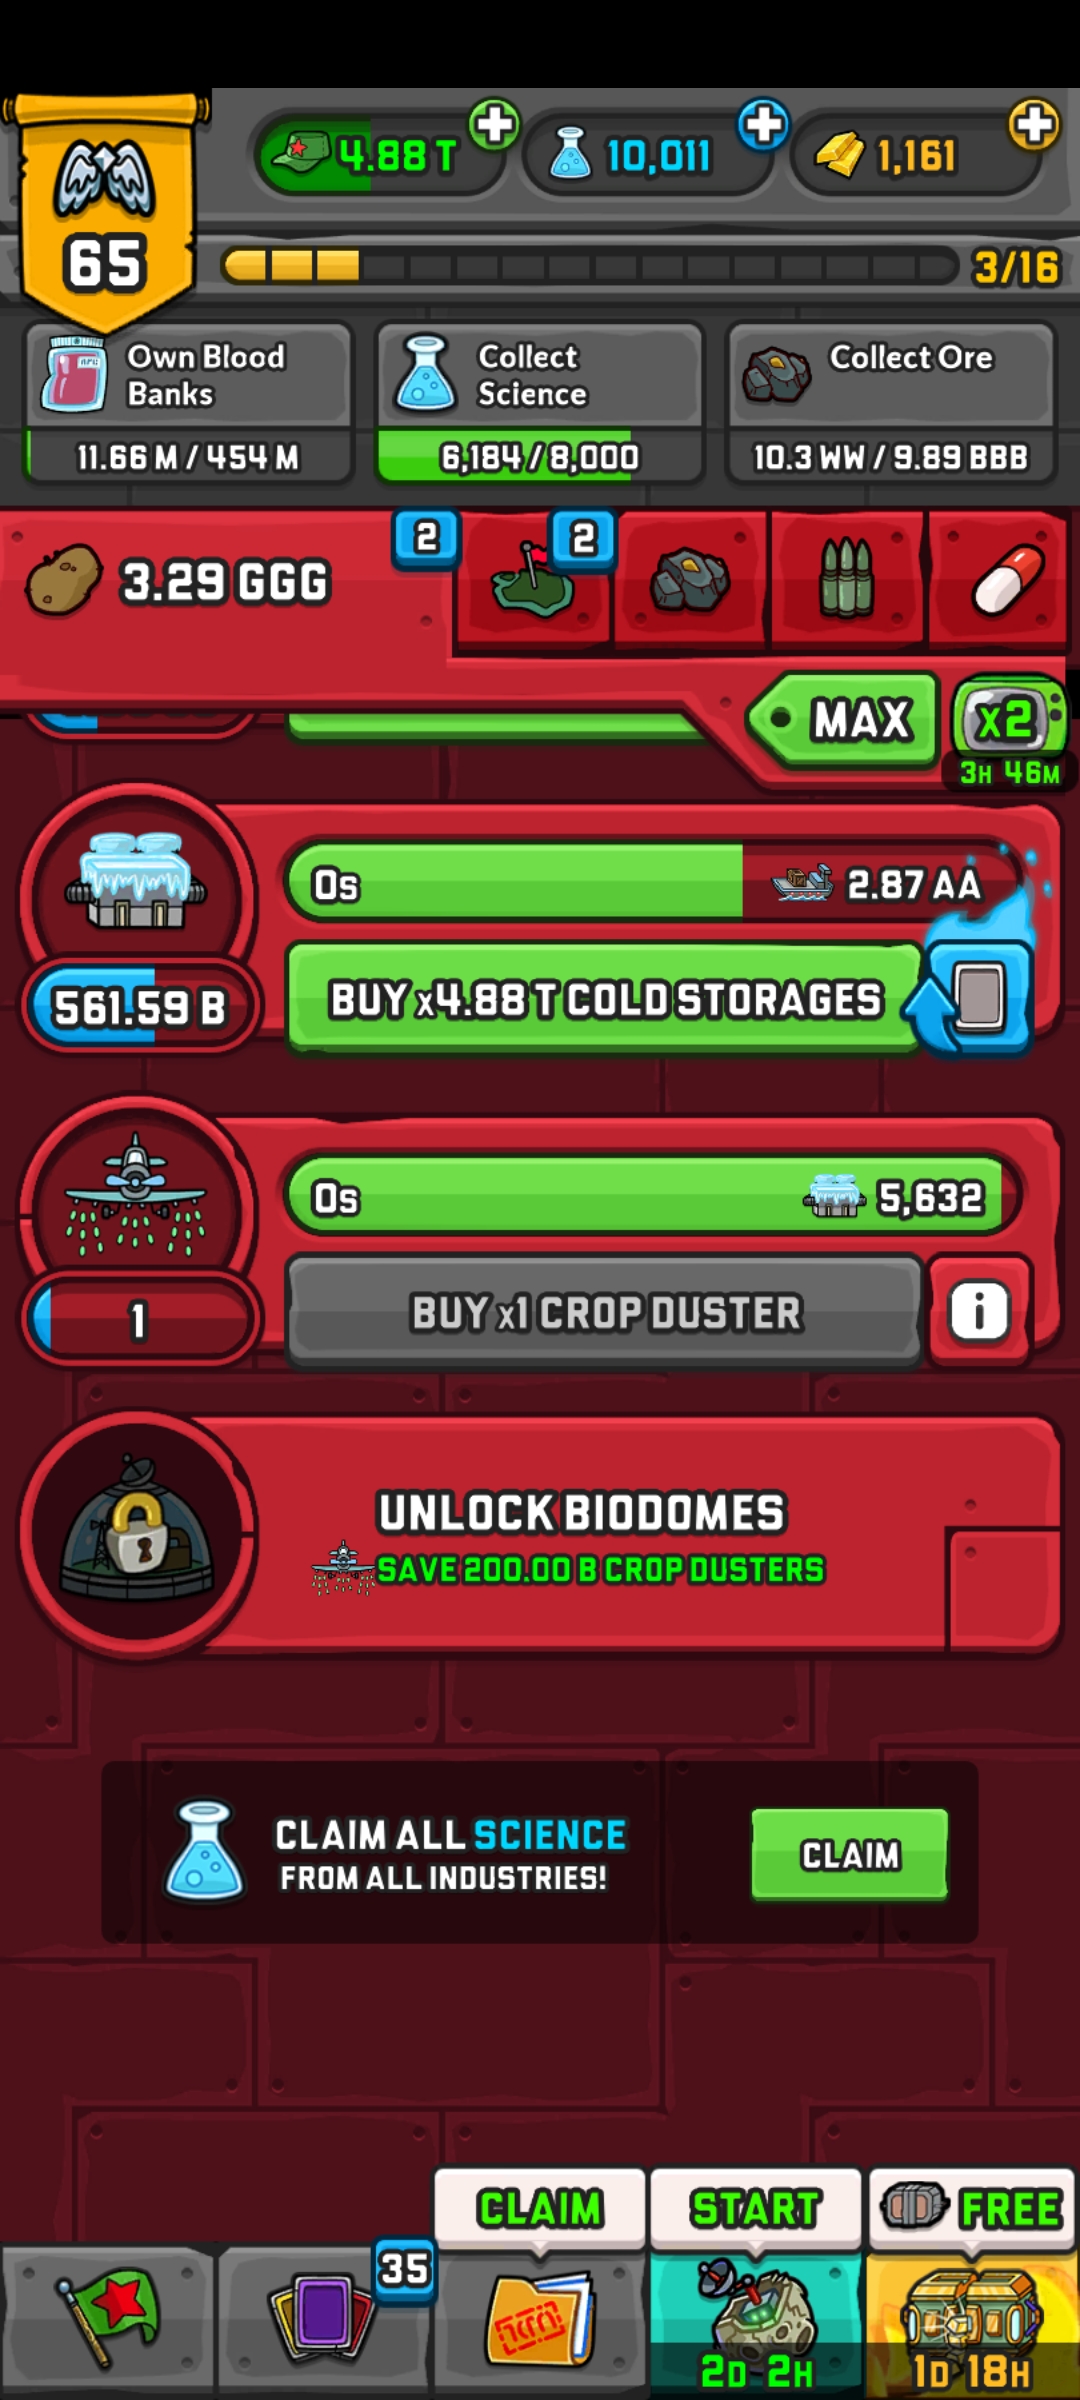 4.88 T
10,011
1,161
65
3/16
Own Blood
Banks
11.66 M / 454 M
Collect
Science
6,184 / 8,000
Collect Ore
10.3 WW / 9.89 BBB
3.29 GGG
2
2
MAX
x2
3H 46M
0s
2.87 AA
561.59 B
BUY x4.88 T COLD STORAGES
0s
5,632
1
BUY x1 CROP DUSTER
i
UNLOCK BIODOMES
SAVE 200.00 B CROP DUSTERS
CLAIM ALL SCIENCE
FROM ALL INDUSTRIES!
CLAIM
CLAIM
START
FREE
35
2D 2H
1D 18H